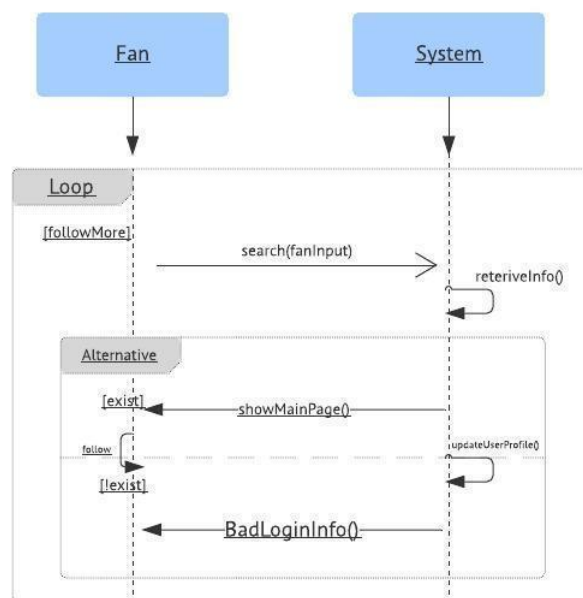 Fan
System
Loop
[followMore]
search(fanInput)
reteriveInfo()
Alternative
[exist]
showMainPage()
follow
updateUserProfile()
[!exist]
BadLoginInfo()